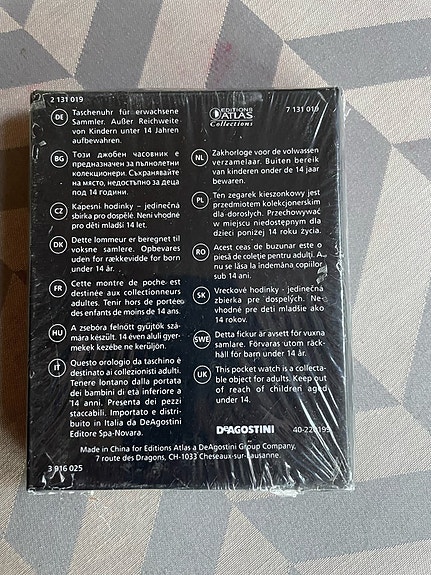 2 131 019
DE Taschenuhr für erwachsene
Sammler. Außer Reichweite
von Kindern unter 14 Jahren
aufbewahren.
BG Този джобен часовник е
предназначен за пълнолетни
колекционери. Съхранявайте
на място, недостъпно за деца
под 14 години.
CZ Kapesní hodinky - jedinečná
sbírka pro dospělé. Není vhodné
pro děti mladší 14 let.
DK Dette lommeur er beregnet til
voksne samlere. Opbevares
uden for rækkevidde for børn
under 14 år.
FR Cette montre de poche est
destinée aux collectionneurs
adultes. Tenir hors de portée
des enfants de moins de 14 ans.
HU A zsebóra felnőtt gyűjtők szá-
mára készült. 14 éven aluli gyer-
mekek kezébe ne kerüljön.
IT Questo orologio da taschino è
destinato ai collezionisti adulti.
Tenere lontano dalla portata
dei bambini di età inferiore a
14 anni. Presenta dei pezzi
staccabili. Importato e distri-
buito in Italia da DeAgostini
Editore Spa-Novara.
EDITIONS
ATLAS
Collections
7 131 019
NL Zakhorloge voor de volwassen
verzamelaar. Buiten bereik
van kinderen onder de 14 jaar
bewaren.
PL Ten zegarek kieszonkowy jest
przedmiotem kolekcjonerskim
dla dorosłych. Przechowywać
w miejscu niedostępnym dla
dzieci poniżej 14 roku życia.
RO Acest ceas de buzunar este o
piesă de colecție pentru adulți. A
nu se lăsa la îndemâna copiilor
sub 14 ani.
SK Vreckové hodinky - jedinečná
zbierka pre dospelých. Ne-
vhodné pre deti mladšie ako
14 rokov.
SWE Detta fickur är avsett för vuxna
samlare. Förvaras utom räck-
håll för barn under 14 år.
UK This pocket watch is a collecta-
ble object for adults. Keep out
of reach of children aged
under 14.
DEAGOSTINI
Made in China for Editions Atlas a DeAgostini Group Company,
7 route des Dragons, CH-1033 Cheseaux-sur-Lausanne.
3 916 025